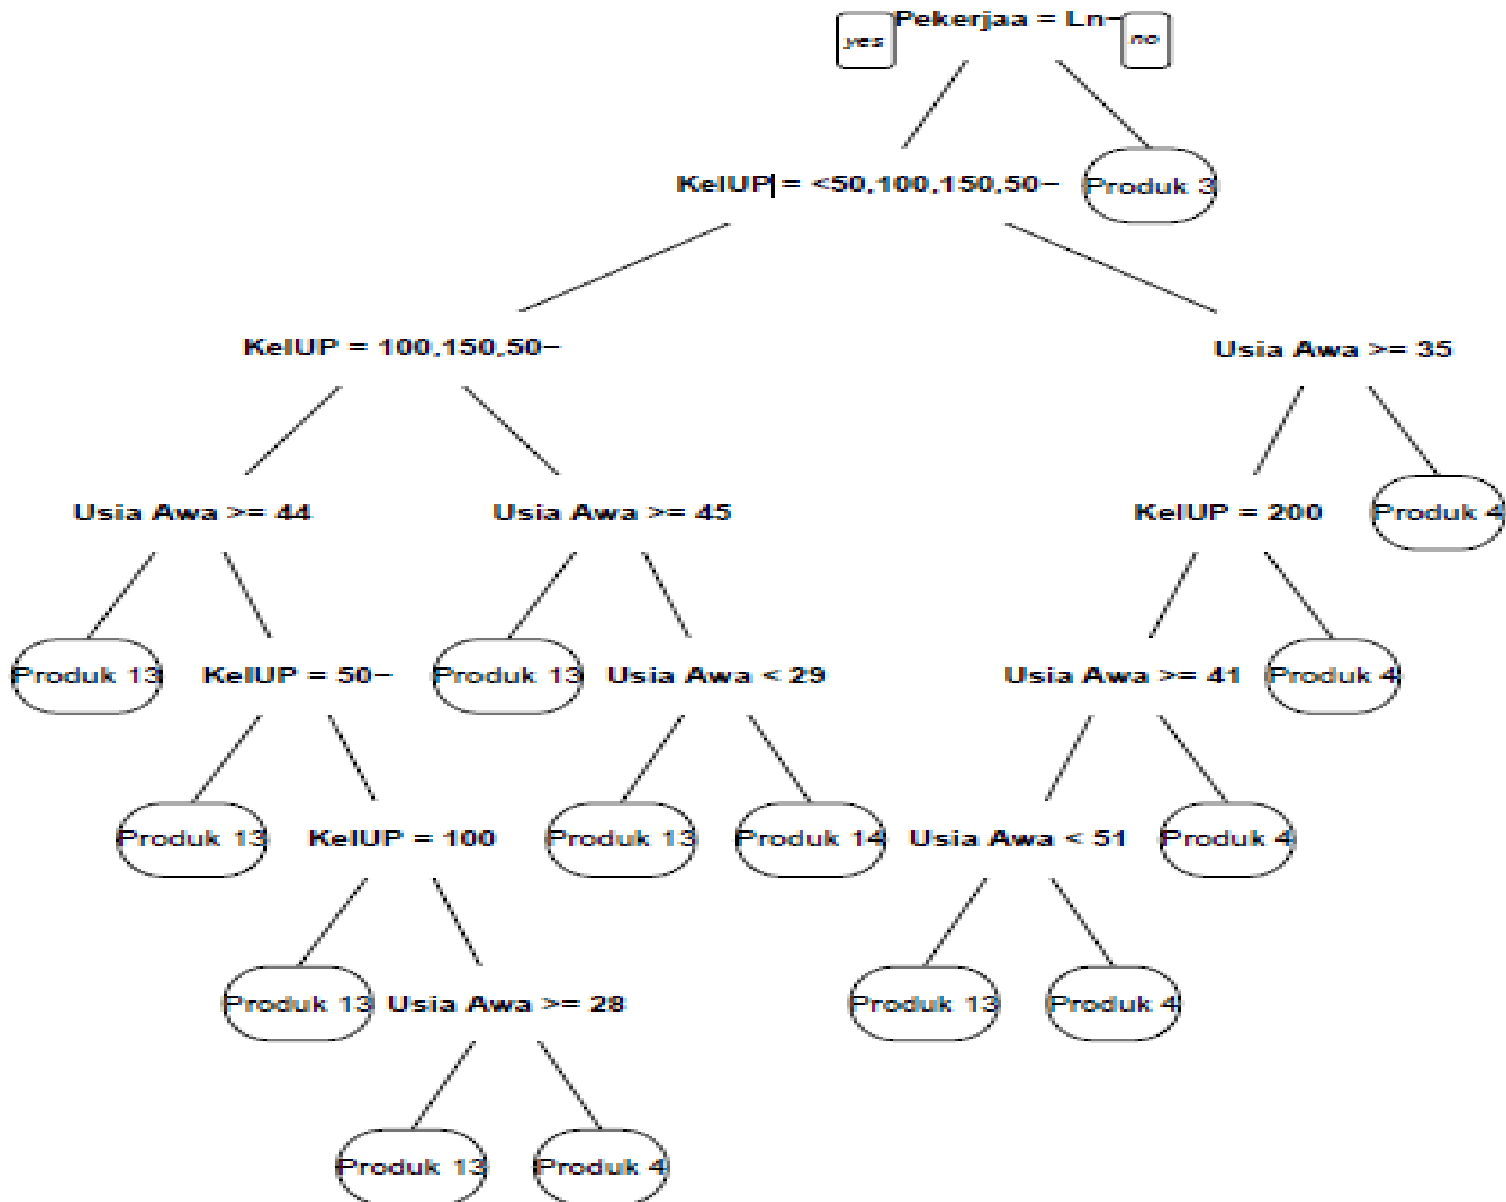 Pekerjaa = Ln~
yes
no
KelUP = <50,100,150,50~
Produk 3
KelUP = 100,150,50~
Usia Awa >= 35
Usia Awa >= 44
Usia Awa >= 45
KelUP = 200
Produk 4
Produk 13
KelUP = 50~
Produk 13
Usia Awa < 29
Usia Awa >= 41
Produk 4
Produk 13
KelUP = 100
Produk 13
Produk 14
Usia Awa < 51
Produk 4
Produk 13
Usia Awa >= 28
Produk 13
Produk 4
Produk 13
Produk 4